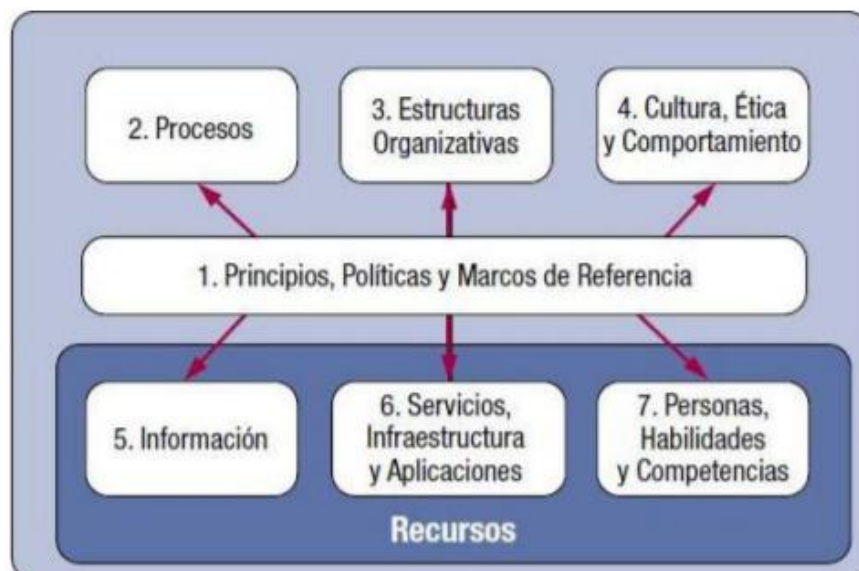 2. Procesos
3. Estructuras
Organizativas
4. Cultura, Ética
y Comportamiento
1. Principios, Políticas y Marcos de Referencia
5. Información
6. Servicios,
Infraestructura
y Aplicaciones
7. Personas,
Habilidades
y Competencias
Recursos